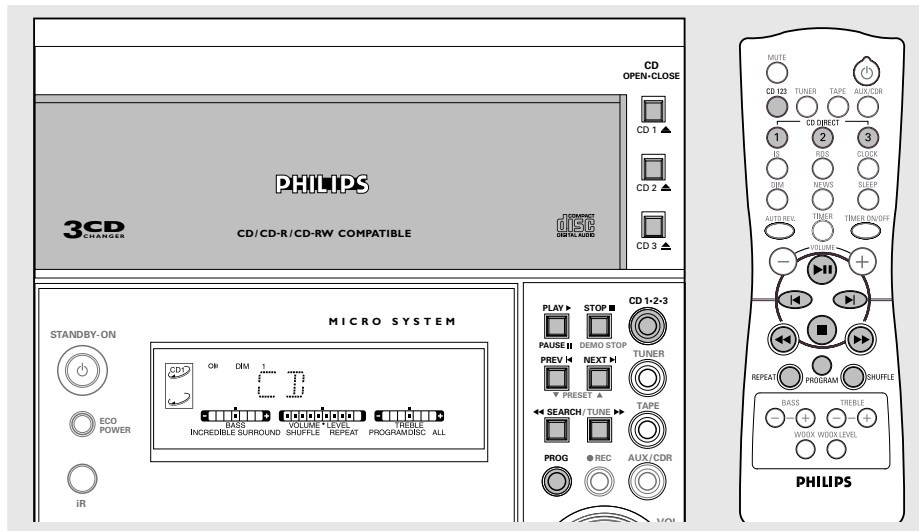 CD
OPEN•CLOSE
CD 1
CD 2
CD 3
PHILIPS
3CD
CHANGER
CD/CD-R/CD-RW COMPATIBLE
COMPACT
disc
DIGITAL AUDIO
MICRO SYSTEM
STANDBY-ON
ECO
POWER
iR
CD1
DIM
1
CD
BASS
VOLUME * LEVEL
TREBLE
INCREDIBLE SURROUND SHUFFLE REPEAT PROGRAM DISC ALL
PLAY STOP CD 1•2•3
PAUSE DEMO STOP
TUNER
PREV NEXT
PRESET
TAPE
SEARCH/TUNE
PROG REC AUX/CDR
VOL
MUTE
CD 123 TUNER TAPE AUX/CDR
CD DIRECT
1 2 3
IS RDS CLOCK
DIM NEWS SLEEP
AUTO REV. TIMER TIMER ON/OFF
VOLUME
REPEAT PROGRAM SHUFFLE
BASS TREBLE
WOOX WOOX LEVEL
PHILIPS